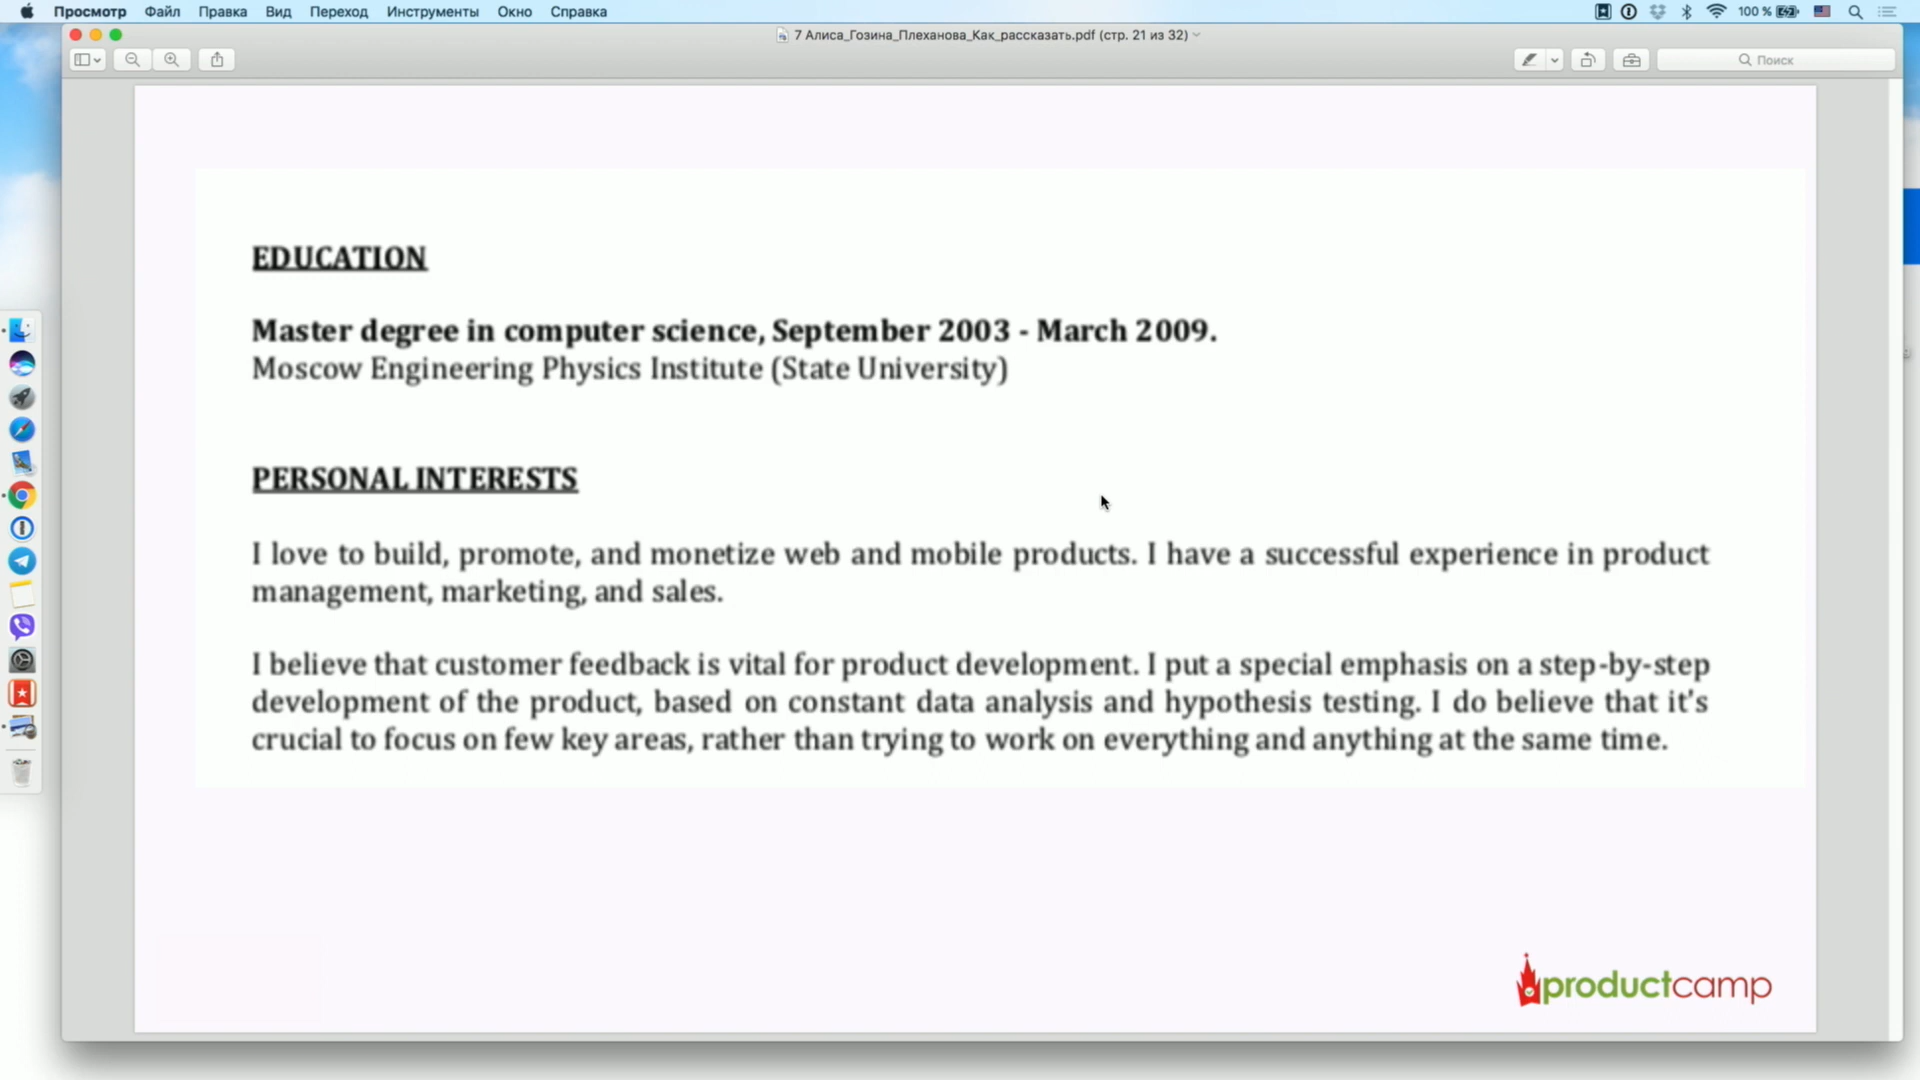 Просмотр Файл Правка Вид Переход Инструменты Окно Справка 100 %
7 Алиса_Гозина_Плеханова_Как_рассказать.pdf (стр. 21 из 32)
Поиск
EDUCATION
Master degree in computer science, September 2003 - March 2009.
Moscow Engineering Physics Institute (State University)
PERSONAL INTERESTS
I love to build, promote, and monetize web and mobile products. I have a successful experience in product
management, marketing, and sales.
I believe that customer feedback is vital for product development. I put a special emphasis on a step-by-step
development of the product, based on constant data analysis and hypothesis testing. I do believe that it's
crucial to focus on few key areas, rather than trying to work on everything and anything at the same time.
productcamp